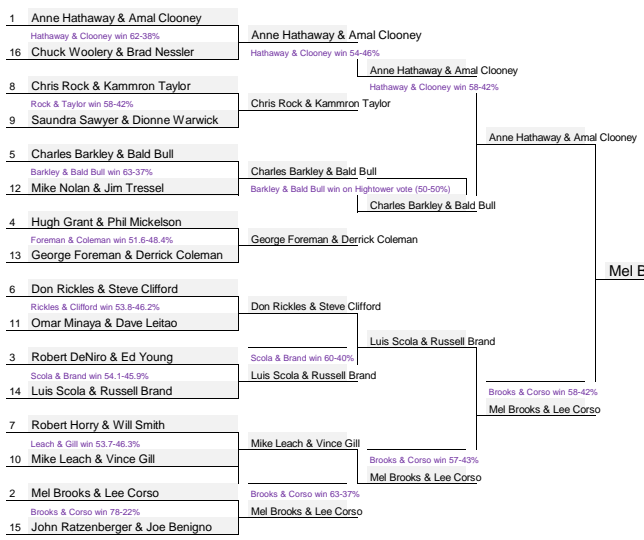 1 Anne Hathaway & Amal Clooney
Hathaway & Clooney win 62-38%
16 Chuck Woolery & Brad Nessler
Anne Hathaway & Amal Clooney
Hathaway & Clooney win 54-46%
Anne Hathaway & Amal Clooney
Hathaway & Clooney win 58-42%
8 Chris Rock & Kammron Taylor
Rock & Taylor win 58-42%
9 Saundra Sawyer & Dionne Warwick
Chris Rock & Kammron Taylor
Anne Hathaway & Amal Clooney
5 Charles Barkley & Bald Bull
Barkley & Bald Bull win 63-37%
12 Mike Nolan & Jim Tressel
Charles Barkley & Bald Bull
Barkley & Bald Bull win on Hightower vote (50-50%)
Charles Barkley & Bald Bull
4 Hugh Grant & Phil Mickelson
Foreman & Coleman win 51.6-48.4%
13 George Foreman & Derrick Coleman
George Foreman & Derrick Coleman
Mel B
6 Don Rickles & Steve Clifford
Rickles & Clifford win 53.8-46.2%
11 Omar Minaya & Dave Leitao
Don Rickles & Steve Clifford
Luis Scola & Russell Brand
3 Robert DeNiro & Ed Young
Scola & Brand win 54.1-45.9%
14 Luis Scola & Russell Brand
Scola & Brand win 60-40%
Luis Scola & Russell Brand
Brooks & Corso win 58-42%
Mel Brooks & Lee Corso
7 Robert Horry & Will Smith
Leach & Gill win 53.7-46.3%
10 Mike Leach & Vince Gill
Mike Leach & Vince Gill
Brooks & Corso win 57-43%
Mel Brooks & Lee Corso
2 Mel Brooks & Lee Corso
Brooks & Corso win 78-22%
15 John Ratzenberger & Joe Benigno
Brooks & Corso win 63-37%
Mel Brooks & Lee Corso